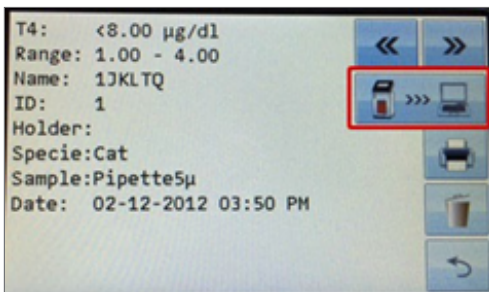 T4: <8.00 µg/dl
Range: 1.00 - 4.00
Name: 1JKLTQ
ID: 1
Holder:
Specie:Cat
Sample:Pipette5µ
Date: 02-12-2012 03:50 PM